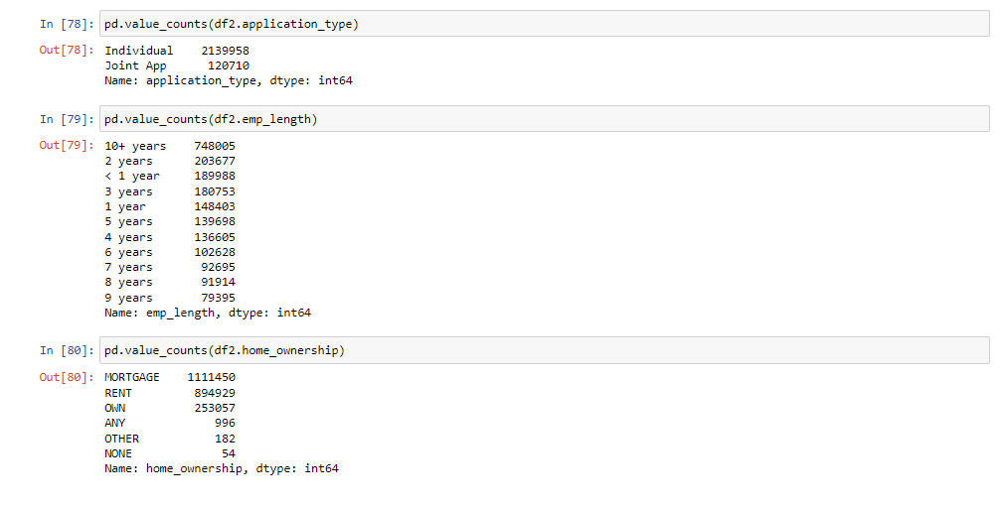 In [78]: pd.value_counts(df2.application_type)
Out[78]: Individual    2139958
Joint App      120710
Name: application_type, dtype: int64
In [79]: pd.value_counts(df2.emp_length)
Out[79]: 10+ years    748005
2 years      203677
< 1 year     189988
3 years      180753
1 year       148403
5 years      139698
4 years      136605
6 years      102628
7 years       92695
8 years       91914
9 years       79395
Name: emp_length, dtype: int64
In [80]: pd.value_counts(df2.home_ownership)
Out[80]: MORTGAGE    1111450
RENT         894929
OWN          253057
ANY             996
OTHER           182
NONE             54
Name: home_ownership, dtype: int64